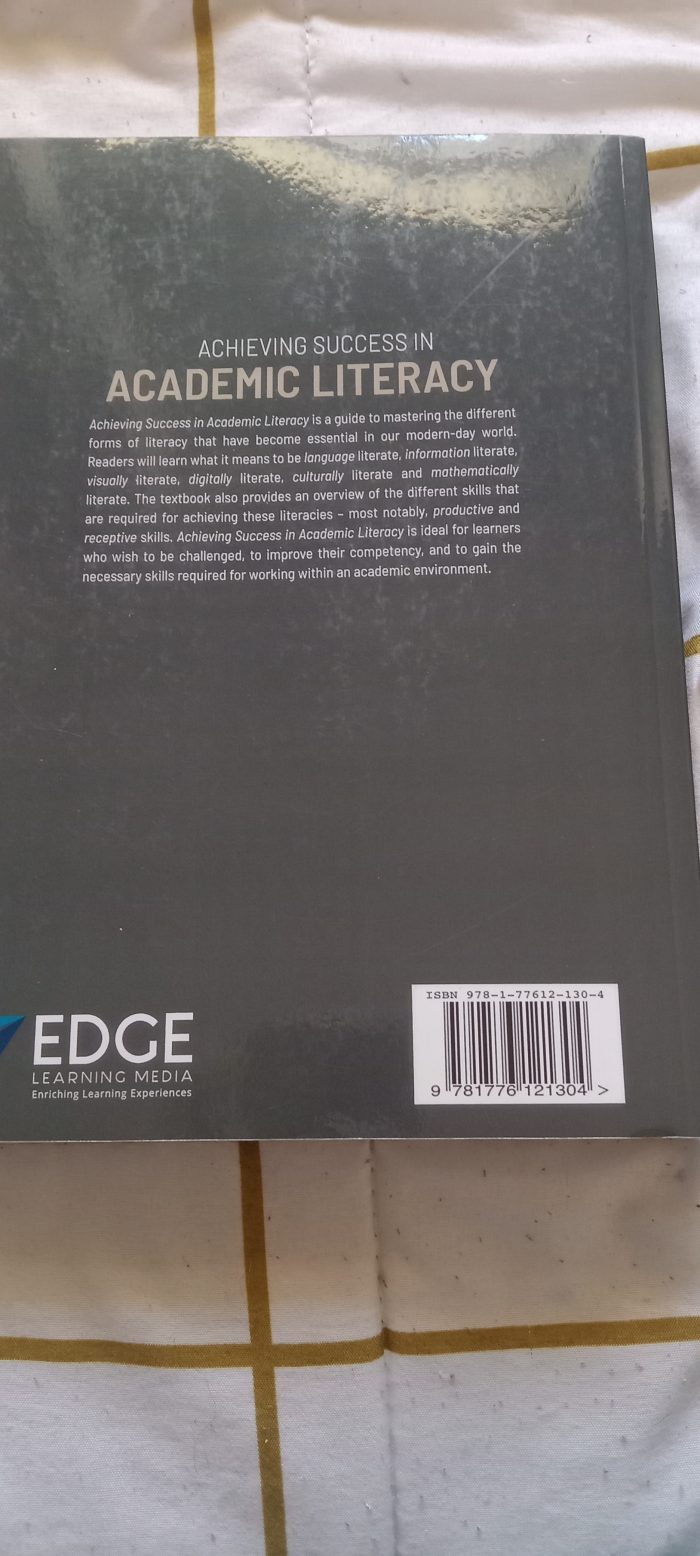 ACHIEVING SUCCESS IN
ACADEMIC LITERACY
Achieving Success in Academic Literacy is a guide to mastering the different
forms of literacy that have become essential in our modern-day world.
Readers will learn what it means to be language literate, information literate,
visually literate, digitally literate, culturally literate and mathematically
literate. The textbook also provides an overview of the different skills that
are required for achieving these literacies – most notably, productive and
receptive skills. Achieving Success in Academic Literacy is ideal for learners
who wish to be challenged, to improve their competency, and to gain the
necessary skills required for working within an academic environment.
EDGE
LEARNING MEDIA
Enriching Learning Experiences
ISBN 978-1-77612-130-4
9 781776 121304 >